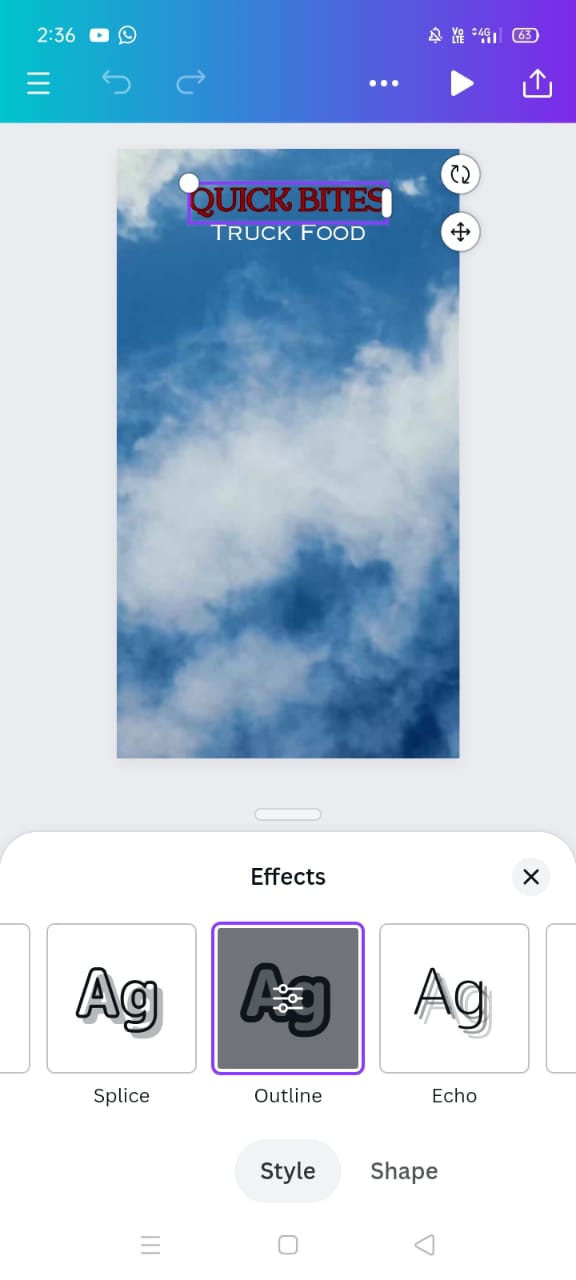 2:36
Vo
LTE
4G
63
QUICK BITES
TRUCK FOOD
Effects
Ag
Ag
Ag
Splice
Outline
Echo
Style
Shape